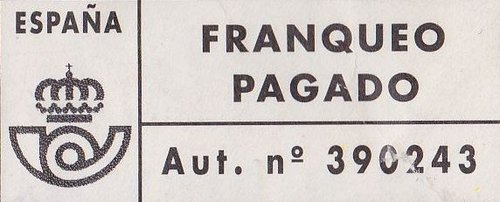 ESPAÑA
FRANQUEO
PAGADO
Aut. nº 390243